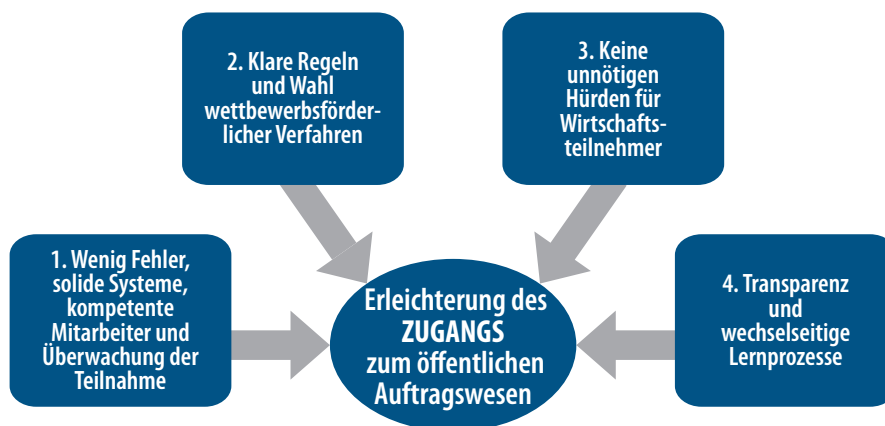 2. Klare Regeln
und Wahl
wettbewerbsförder-
licher Verfahren
3. Keine
unnötigen
Hürden für
Wirtschafts-
teilnehmer
1. Wenig Fehler,
solide Systeme,
kompetente
Mitarbeiter und
Überwachung der
Teilnahme
Erleichterung des
ZUGANGS
zum öffentlichen
Auftragswesen
4. Transparenz
und
wechselseitige
Lernprozesse